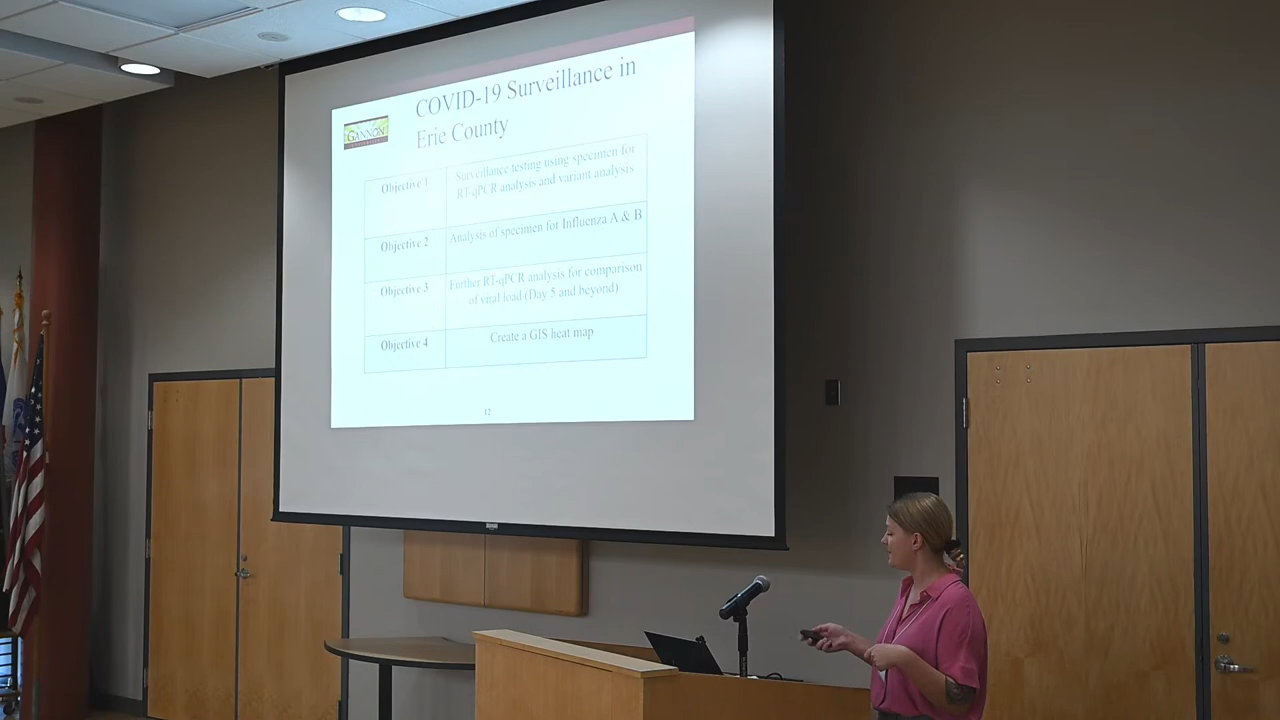 GANNON
COVID-19 Surveillance in
Erie County
Objective 1
Surveillance testing using specimen for
RT-qPCR analysis and variant analysis
Objective 2
Analysis of specimen for Influenza A & B
Objective 3
Further RT-qPCR analysis for comparison
of viral load (Day 5 and beyond)
Objective 4
Create a GIS heat map
12